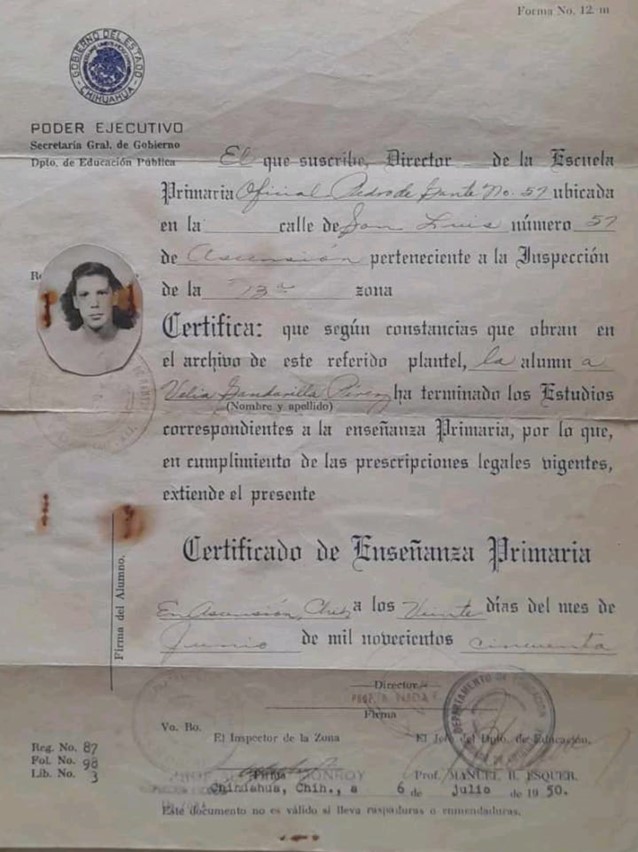 Forma No. 12-m
GOBIERNO DEL ESTADO
CHIHUAHUA
PODER EJECUTIVO
Secretaría Gral. de Gobierno
Dpto. de Educación Pública
El que suscribe, Director de la Escuela
Primaria Oficial Pedro de Gante No. 57 ubicada
en la calle de San Luis número 57
de Ascensión perteneciente a la Inspección
de la 13a zona
Certifica: que según constancias que obran en
el archivo de este referido plantel, la alumna
Velia Gandarilla Pérez ha terminado los Estudios
(Nombre y apellido)
correspondientes a la enseñanza Primaria, por lo que,
en cumplimiento de las prescripciones legales vigentes,
extiende el presente
Certificado de Enseñanza Primaria
En Ascensión, Chih. a los Veinte días del mes de
Junio de mil novecientos cincuenta
Firma del Alumno.
Director
Firma
DEPARTAMENTO DE EDUCACION
Vo. Bo.
El Inspector de la Zona
El Jefe del Dpto. de Educación.
Reg. No. 87
Fol. No. 98
Lib. No. 3
Firma
Prof. MANUEL R. ESQUER.
Chihuahua, Chih., a 6 de Julio de 1950.
Este documento no es válido si lleva raspaduras o enmendaduras.